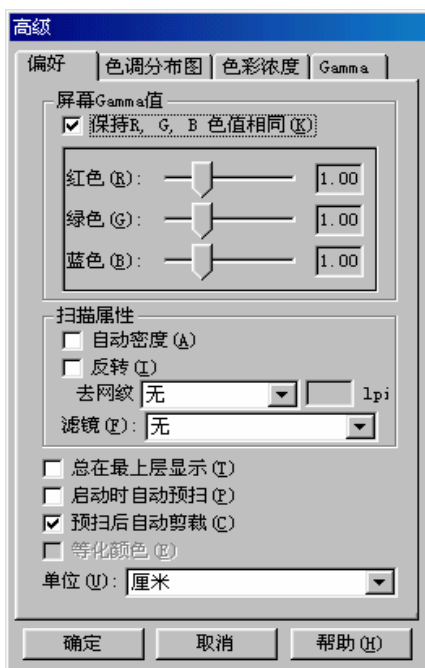 高级
偏好 色调分布图 色彩浓度 Gamma
屏幕Gamma值
保持R, G, B 色值相同(K)
红色(R): 1.00
绿色(G): 1.00
蓝色(B): 1.00
扫描属性
自动密度(A)
反转(I)
去网纹 无 lpi
滤镜(F): 无
总在最上层显示(T)
启动时自动预扫(P)
预扫后自动剪裁(C)
等化颜色(E)
单位(U): 厘米
确定 取消 帮助(H)